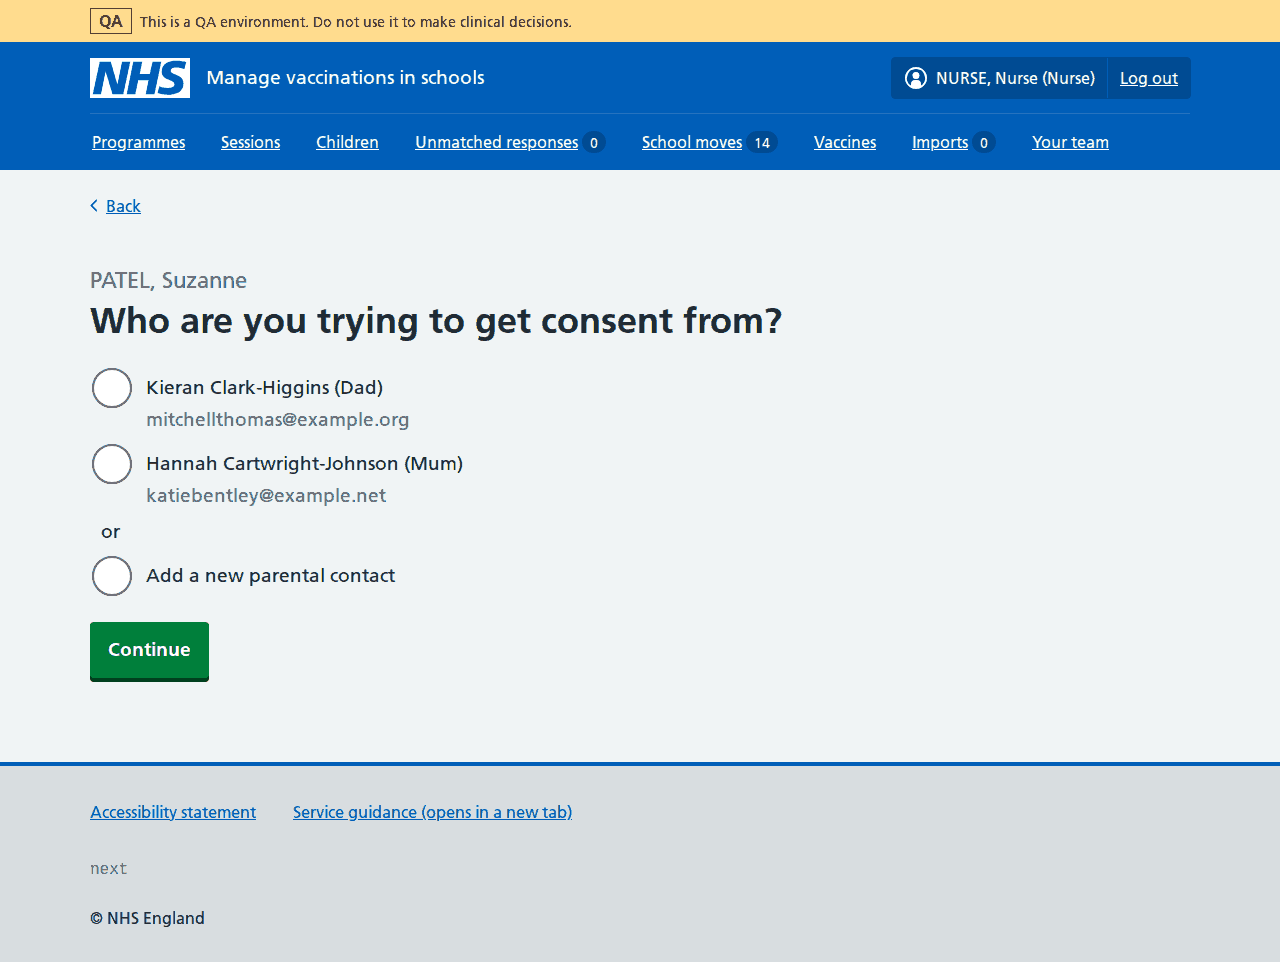 QA This is a QA environment. Do not use it to make clinical decisions.
NHS Manage vaccinations in schools NURSE, Nurse (Nurse) Log out
Programmes Sessions Children Unmatched responses 0 School moves 14 Vaccines Imports 0 Your team
Back
PATEL, Suzanne
Who are you trying to get consent from?
Kieran Clark-Higgins (Dad)
mitchellthomas@example.org
Hannah Cartwright-Johnson (Mum)
katiebentley@example.net
or
Add a new parental contact
Continue
Accessibility statement Service guidance (opens in a new tab)
next
© NHS England